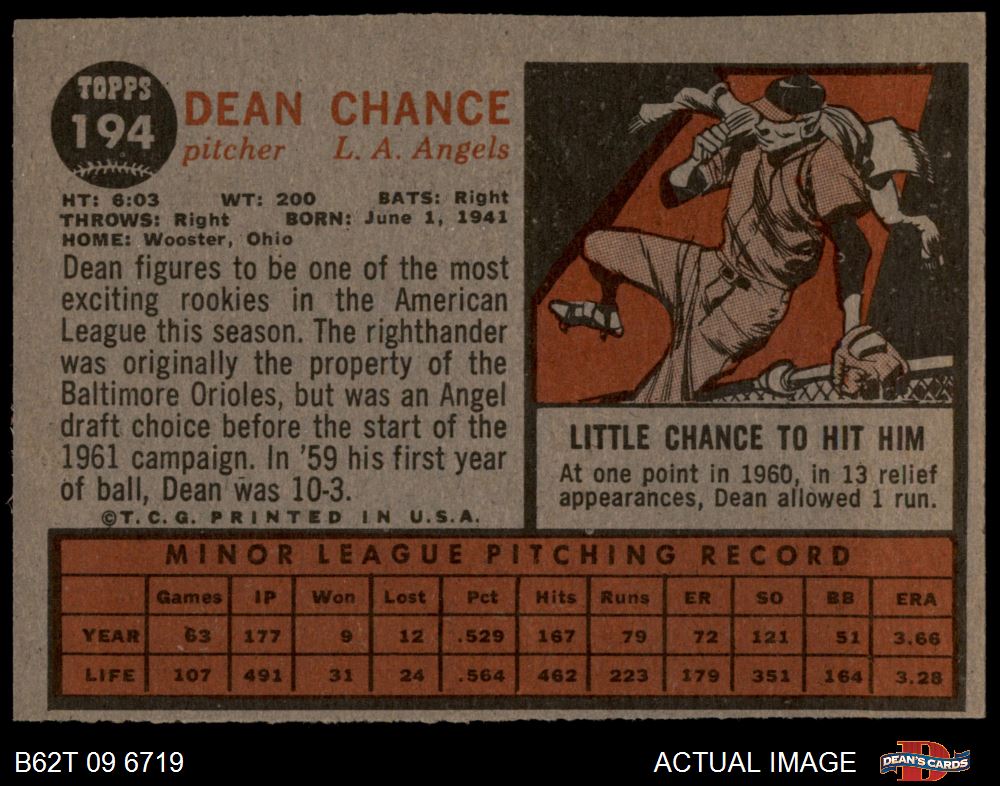 TOPPS
194
DEAN CHANCE
pitcher L. A. Angels
HT: 6:03 WT: 200 BATS: Right
THROWS: Right BORN: June 1, 1941
HOME: Wooster, Ohio
Dean figures to be one of the most
exciting rookies in the American
League this season. The righthander
was originally the property of the
Baltimore Orioles, but was an Angel
draft choice before the start of the
1961 campaign. In '59 his first year
of ball, Dean was 10-3.
©T.C.G. PRINTED IN U.S.A.
LITTLE CHANCE TO HIT HIM
At one point in 1960, in 13 relief
appearances, Dean allowed 1 run.
MINOR LEAGUE PITCHING RECORD
Games IP Won Lost Pct Hits Runs ER SO BB ERA
YEAR 63 177 9 12 .529 167 79 72 121 51 3.66
LIFE 107 491 31 24 .564 462 223 179 351 164 3.28
B62T 09 6719 ACTUAL IMAGE
D
DEAN'S CARDS